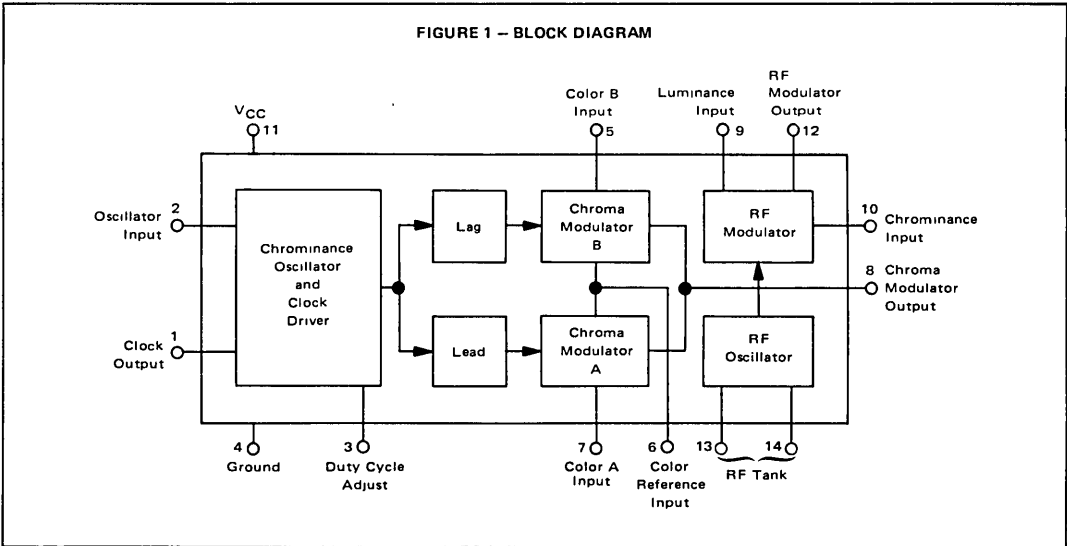 FIGURE 1 – BLOCK DIAGRAM
VCC
11
Color B
Input
5
Luminance
Input
9
RF
Modulator
Output
12
Oscillator
Input
2
Clock
Output
1
Chrominance
Oscillator
and
Clock
Driver
Lag
Lead
Chroma
Modulator
B
Chroma
Modulator
A
RF
Modulator
RF
Oscillator
10
Chrominance
Input
8
Chroma
Modulator
Output
4
Ground
3
Duty Cycle
Adjust
7
Color A
Input
6
Color
Reference
Input
13
14
RF Tank